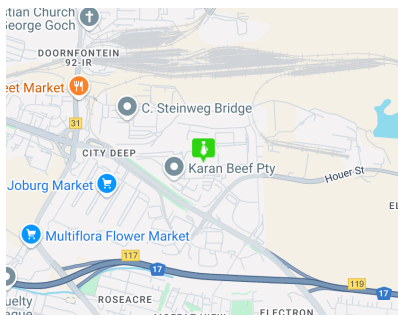 stian Church
George Goch
DOORNFONTEIN
92-IR
eet Market
C. Steinweg Bridge
31
CITY DEEP
Karan Beef Pty
Houer St
Joburg Market
EL
Multiflora Flower Market
117
17
119
17
uelty
ROSEACRE
ELECTRON